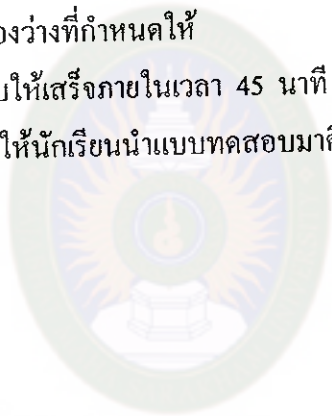 องว่างที่กำหนดให้
บให้เสร็จภายในเวลา 45 นาที
ให้นักเรียนนำแบบทดสอบมา